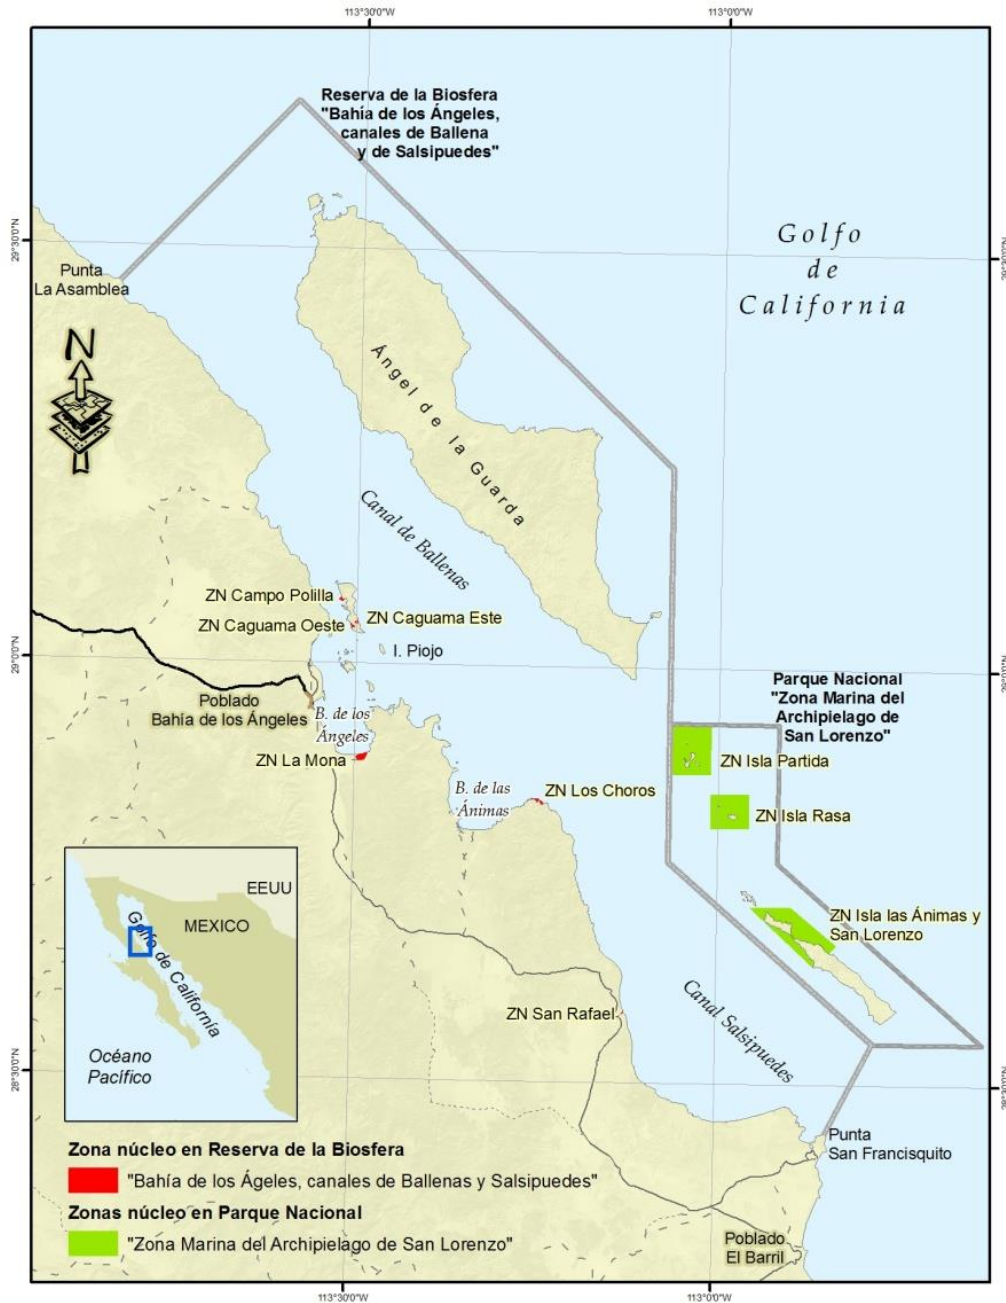 113°30'0"W
113°0'0"W
Reserva de la Biosfera
"Bahía de los Ángeles,
canales de Ballena
y de Salsipuedes"
Golfo
de
California
29°30'0"N
Punta
La Asamblea
N
Ángel de la Guarda
Canal de Ballenas
ZN Campo Polilla
ZN Caguama Oeste
ZN Caguama Este
I. Piojo
29°0'0"N
Poblado
Bahía de los Ángeles
B. de los
Ángeles
ZN La Mona
B. de las
Ánimas
ZN Los Choros
Parque Nacional
"Zona Marina del
Archipielago de
San Lorenzo"
ZN Isla Partida
ZN Isla Rasa
ZN Isla las Ánimas y
San Lorenzo
EEUU
MEXICO
Golfo de California
Océano
Pacífico
ZN San Rafael
Canal Salsipuedes
28°30'0"N
Punta
San Francisquito
Zona núcleo en Reserva de la Biosfera
"Bahía de los Ágeles, canales de Ballenas y Salsipuedes"
Zonas núcleo en Parque Nacional
"Zona Marina del Archipielago de San Lorenzo"
Poblado
El Barril
113°30'0"W
113°0'0"W